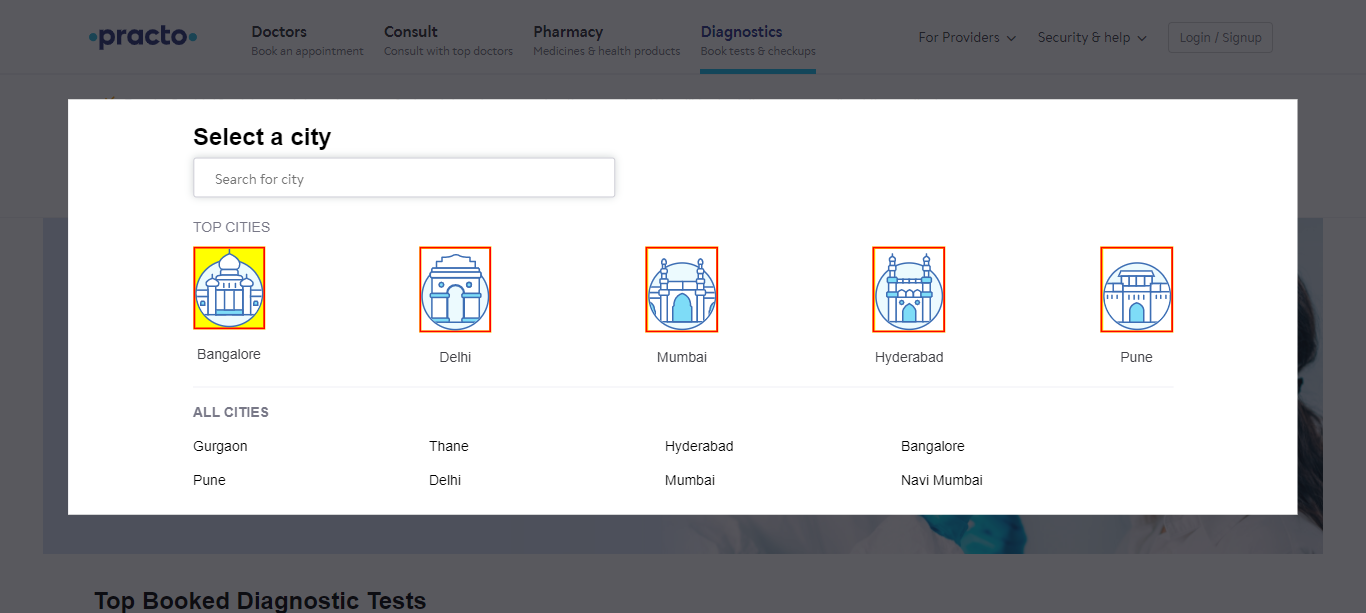 practo
Doctors
Book an appointment
Consult
Consult with top doctors
Pharmacy
Medicines & health products
Diagnostics
Book tests & checkups
For Providers
Security & help
Login / Signup
Select a city
Search for city
TOP CITIES
Bangalore
Delhi
Mumbai
Hyderabad
Pune
ALL CITIES
Gurgaon
Thane
Hyderabad
Bangalore
Pune
Delhi
Mumbai
Navi Mumbai
Top Booked Diagnostic Tests